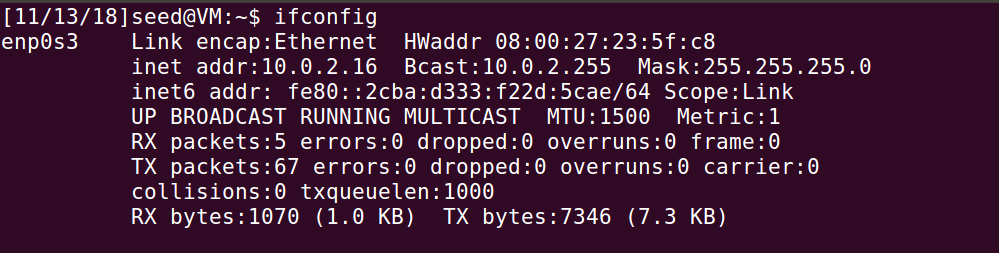 [11/13/18]seed@VM:~$ ifconfig
enp0s3    Link encap:Ethernet  HWaddr 08:00:27:23:5f:c8
          inet addr:10.0.2.16  Bcast:10.0.2.255  Mask:255.255.255.0
          inet6 addr: fe80::2cba:d333:f22d:5cae/64 Scope:Link
          UP BROADCAST RUNNING MULTICAST  MTU:1500  Metric:1
          RX packets:5 errors:0 dropped:0 overruns:0 frame:0
          TX packets:67 errors:0 dropped:0 overruns:0 carrier:0
          collisions:0 txqueuelen:1000
          RX bytes:1070 (1.0 KB)  TX bytes:7346 (7.3 KB)